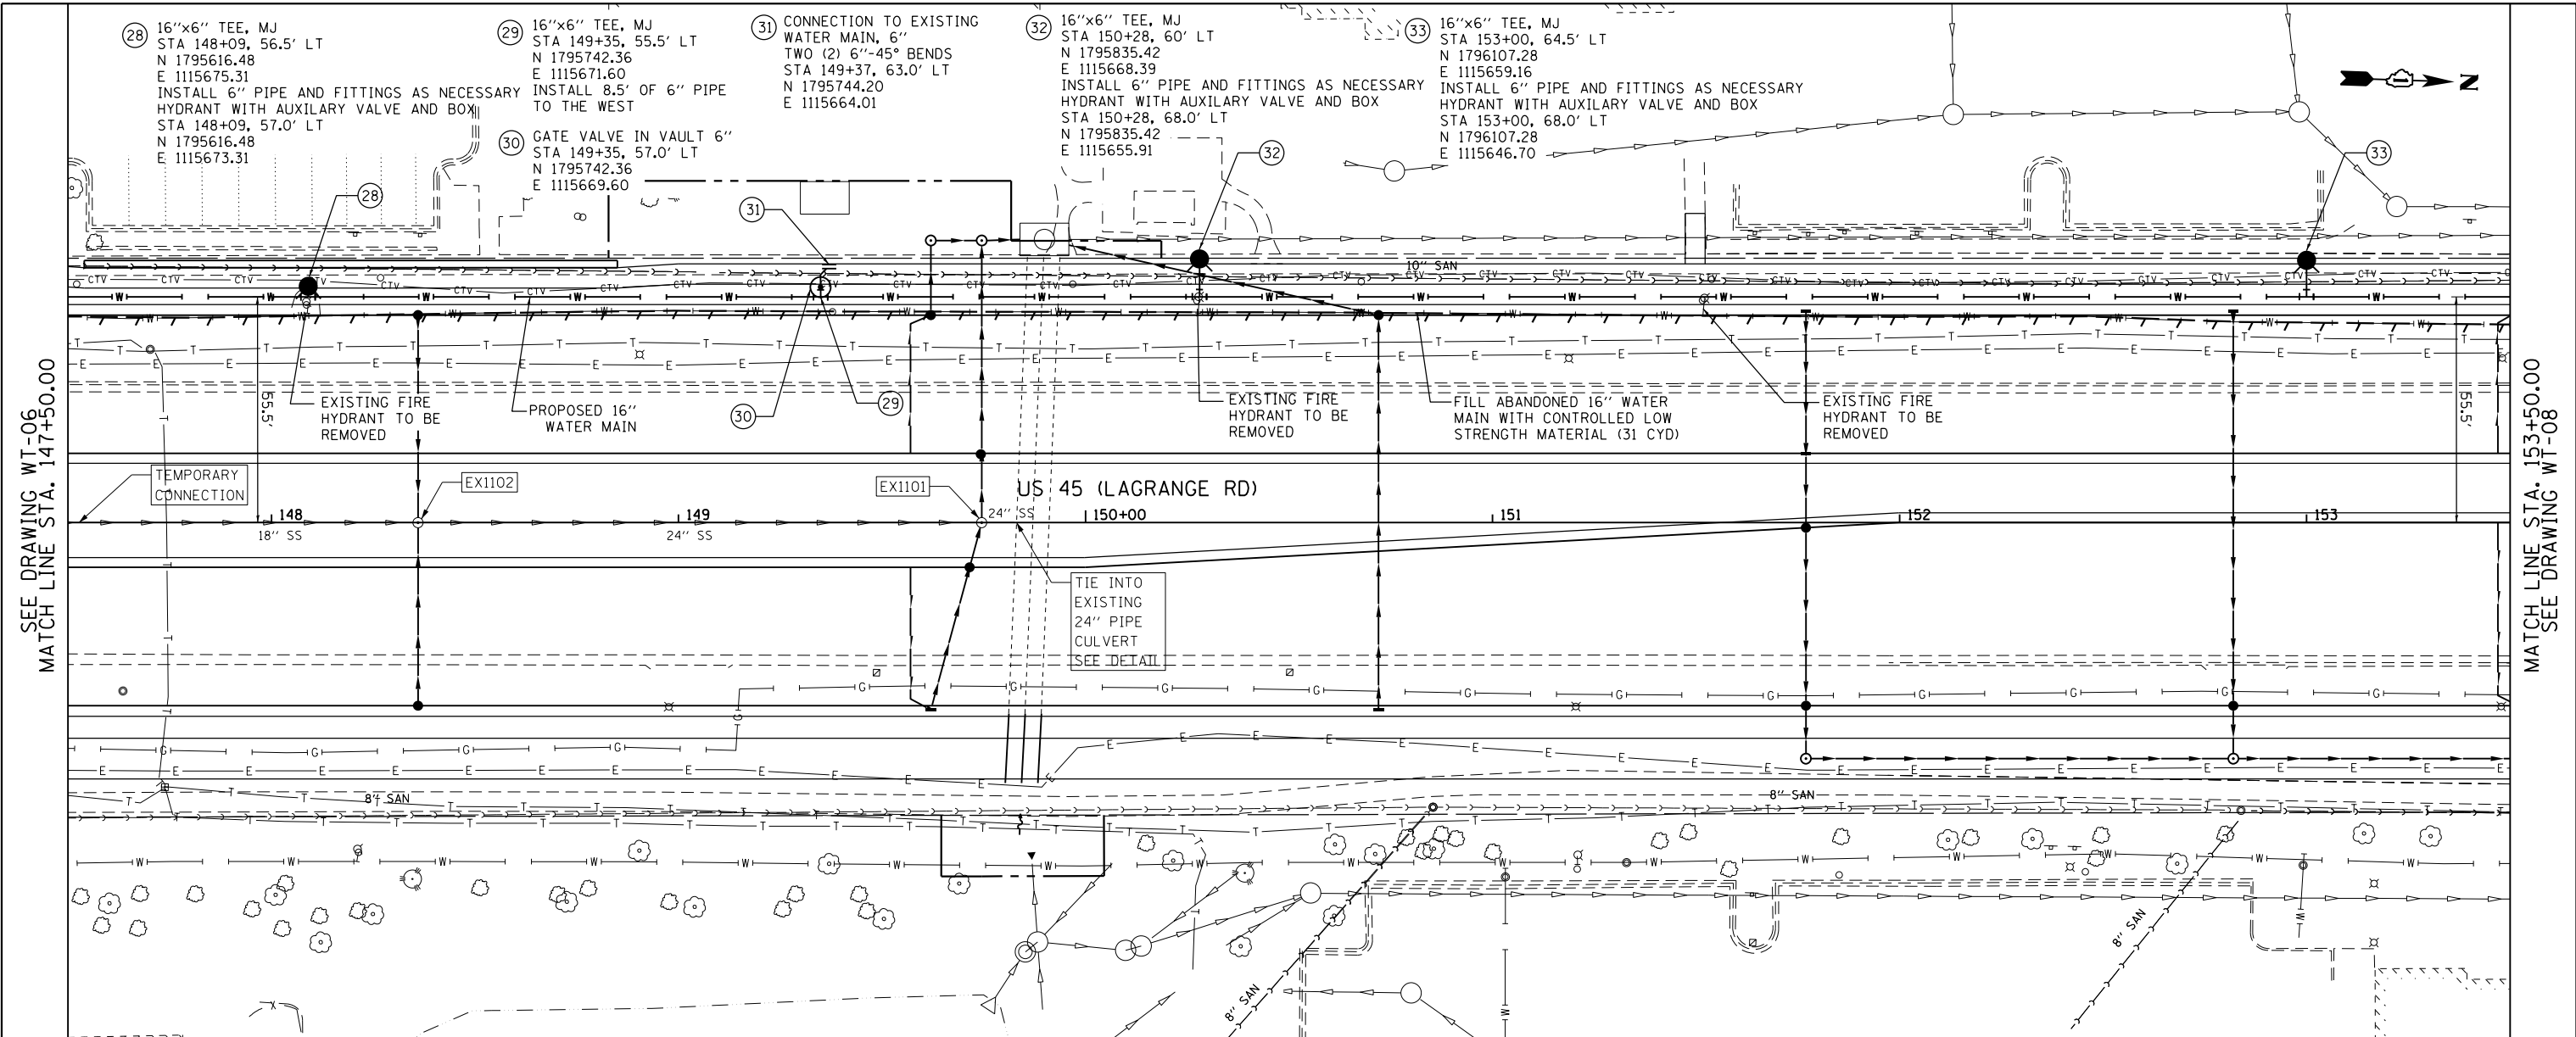 28
16''x6'' TEE, MJ
STA 148+09, 56.5' LT
N 1795616.48
E 1115675.31
INSTALL 6'' PIPE AND FITTINGS AS NECESSARY
HYDRANT WITH AUXILARY VALVE AND BOX
STA 148+09, 57.0' LT
N 1795616.48
E 1115673.31
29
16''x6'' TEE, MJ
STA 149+35, 55.5' LT
N 1795742.36
E 1115671.60
INSTALL 8.5' OF 6'' PIPE
TO THE WEST
30
GATE VALVE IN VAULT 6''
STA 149+35, 57.0' LT
N 1795742.36
E 1115669.60
31
CONNECTION TO EXISTING
WATER MAIN, 6''
TWO (2) 6''-45° BENDS
STA 149+37, 63.0' LT
N 1795744.20
E 1115664.01
32
16''x6'' TEE, MJ
STA 150+28, 60' LT
N 1795835.42
E 1115668.39
INSTALL 6'' PIPE AND FITTINGS AS NECESSARY
HYDRANT WITH AUXILARY VALVE AND BOX
STA 150+28, 68.0' LT
N 1795835.42
E 1115655.91
33
16''x6'' TEE, MJ
STA 153+00, 64.5' LT
N 1796107.28
E 1115659.16
INSTALL 6'' PIPE AND FITTINGS AS NECESSARY
HYDRANT WITH AUXILARY VALVE AND BOX
STA 153+00, 68.0' LT
N 1796107.28
E 1115646.70
N
28
31
32
33
10'' SAN
30
29
55.5'
EXISTING FIRE
HYDRANT TO BE
REMOVED
PROPOSED 16''
WATER MAIN
EXISTING FIRE
HYDRANT TO BE
REMOVED
FILL ABANDONED 16'' WATER
MAIN WITH CONTROLLED LOW
STRENGTH MATERIAL (31 CYD)
EXISTING FIRE
HYDRANT TO BE
REMOVED
55.5'
SEE DRAWING WT-06
MATCH LINE STA. 147+50.00
MATCH LINE STA. 153+50.00
SEE DRAWING WT-08
TEMPORARY
CONNECTION
EX1102
EX1101
US 45 (LAGRANGE RD)
148
149
150+00
151
152
153
18'' SS
24'' SS
24'' SS
TIE INTO
EXISTING
24'' PIPE
CULVERT
SEE DETAIL
8'' SAN
8'' SAN
8'' SAN
8'' SAN